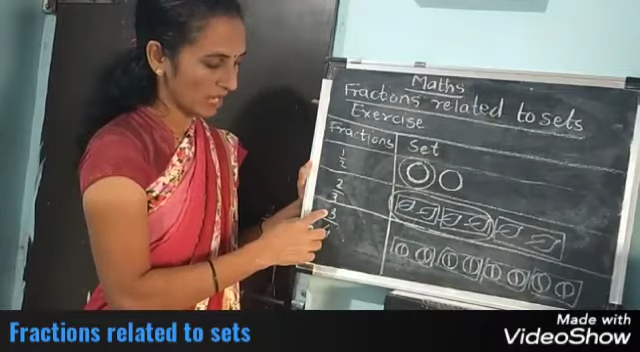 Maths
Fractions related to sets
Exercise
Fractions Set
1/2
2/3
3
Fractions related to sets
Made with
VideoShow